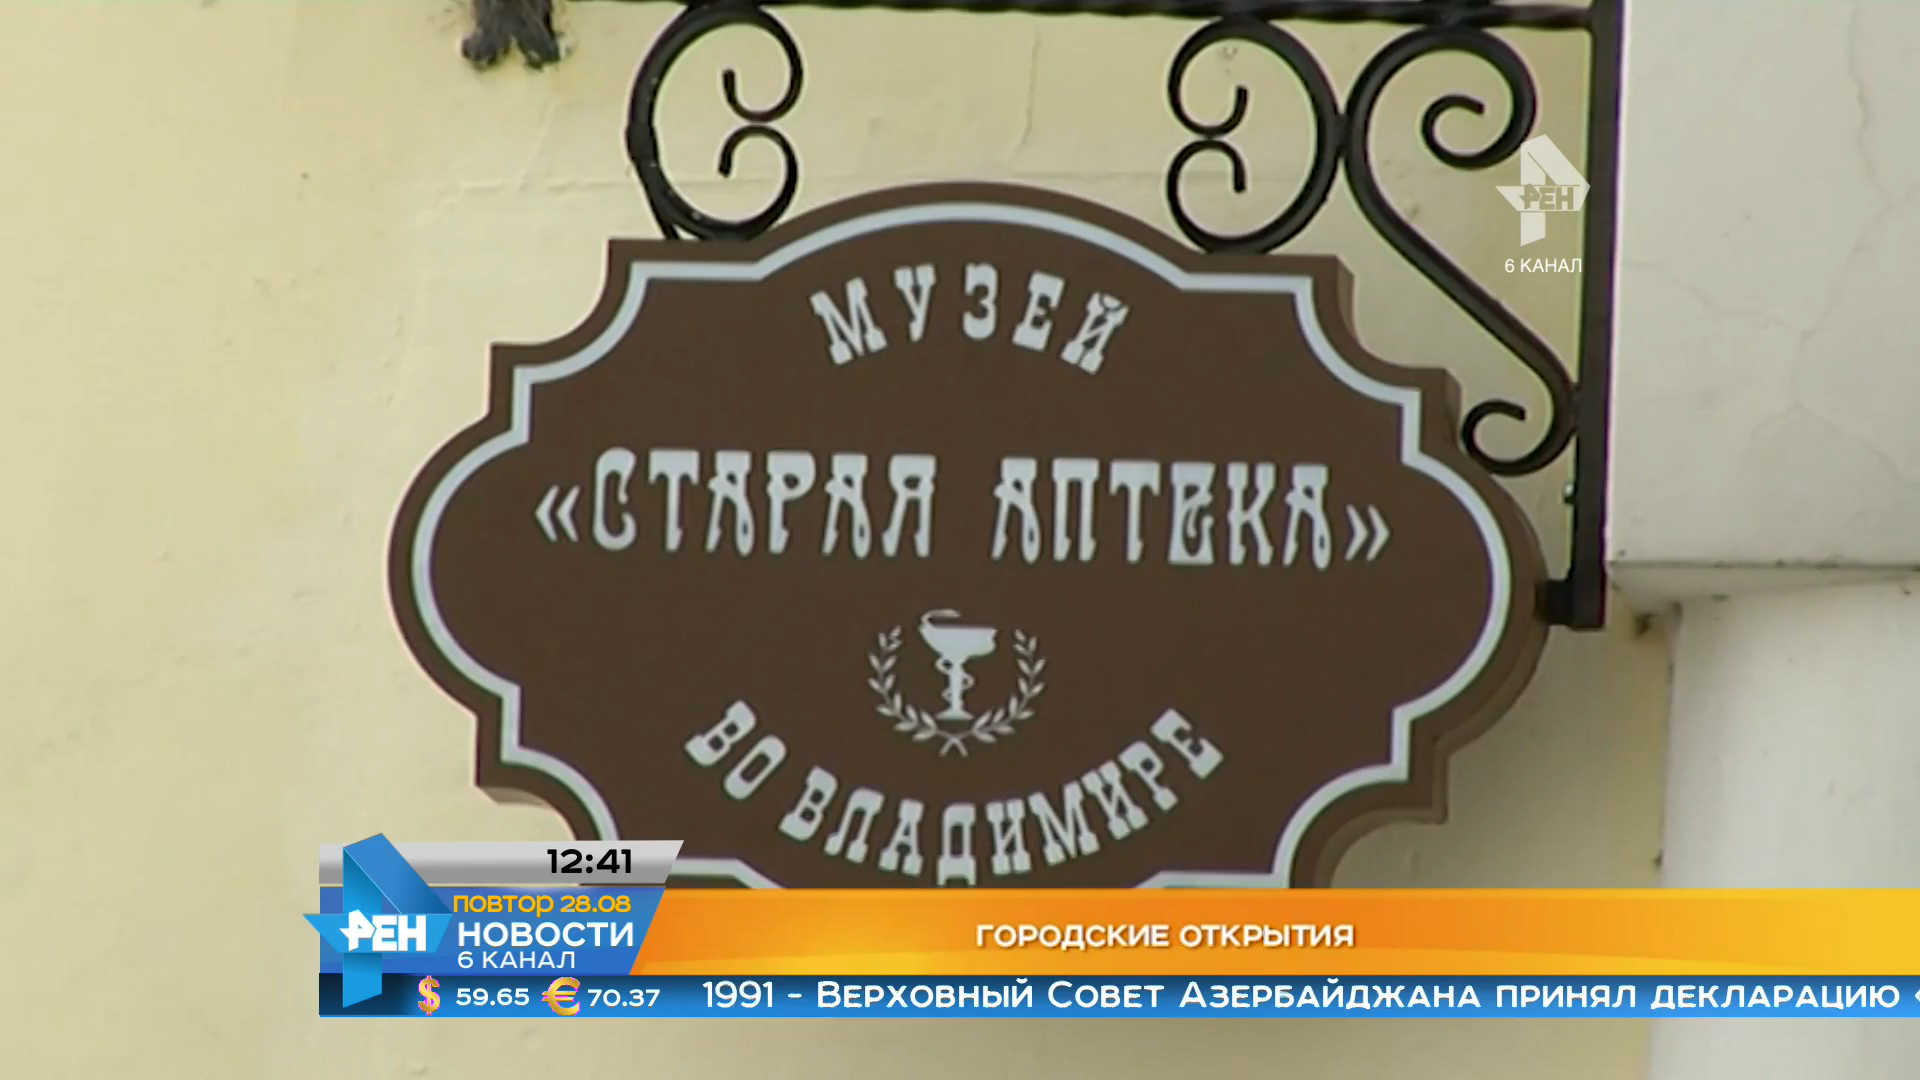 РЕН
6 КАНАЛ
МУЗЕЙ
«СТАРАЯ АПТЕКА»
ВО ВЛАДИМИРЕ
12:41
ПОВТОР 28.08
РЕН НОВОСТИ
6 КАНАЛ
ГОРОДСКИЕ ОТКРЫТИЯ
$ 59.65 € 70.37 1991 - ВЕРХОВНЫЙ СОВЕТ АЗЕРБАЙДЖАНА ПРИНЯЛ ДЕКЛАРАЦИЮ «